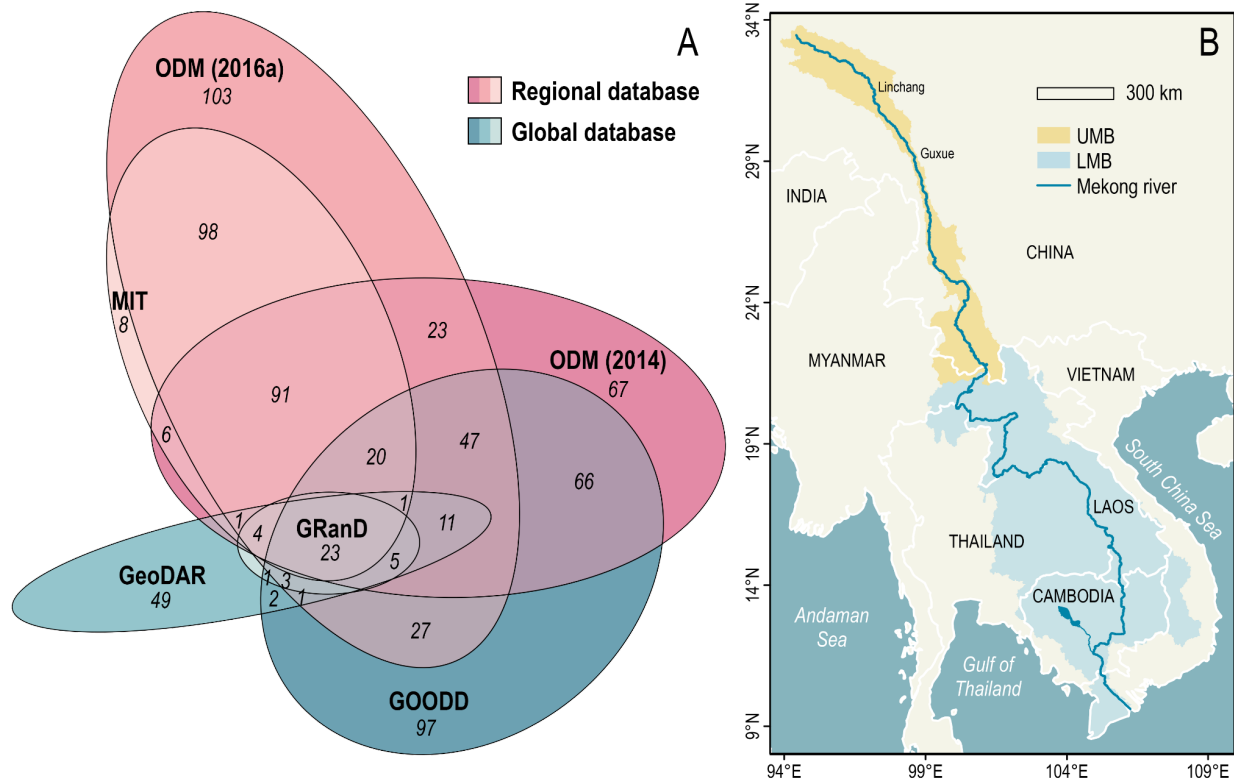 A
ODM (2016a)
103
Regional database
Global database
98
MIT
8
23
ODM (2014)
67
91
6
20
47
66
1
4
1
11
GRanD
23
5
GeoDAR
49
1
3
2
1
27
GOODD
97
B
34°N
29°N
24°N
19°N
14°N
9°N
94°E
99°E
104°E
109°E
Linchang
Guxue
300 km
UMB
LMB
Mekong river
INDIA
CHINA
MYANMAR
VIETNAM
LAOS
South China Sea
THAILAND
CAMBODIA
Andaman
Sea
Gulf of
Thailand